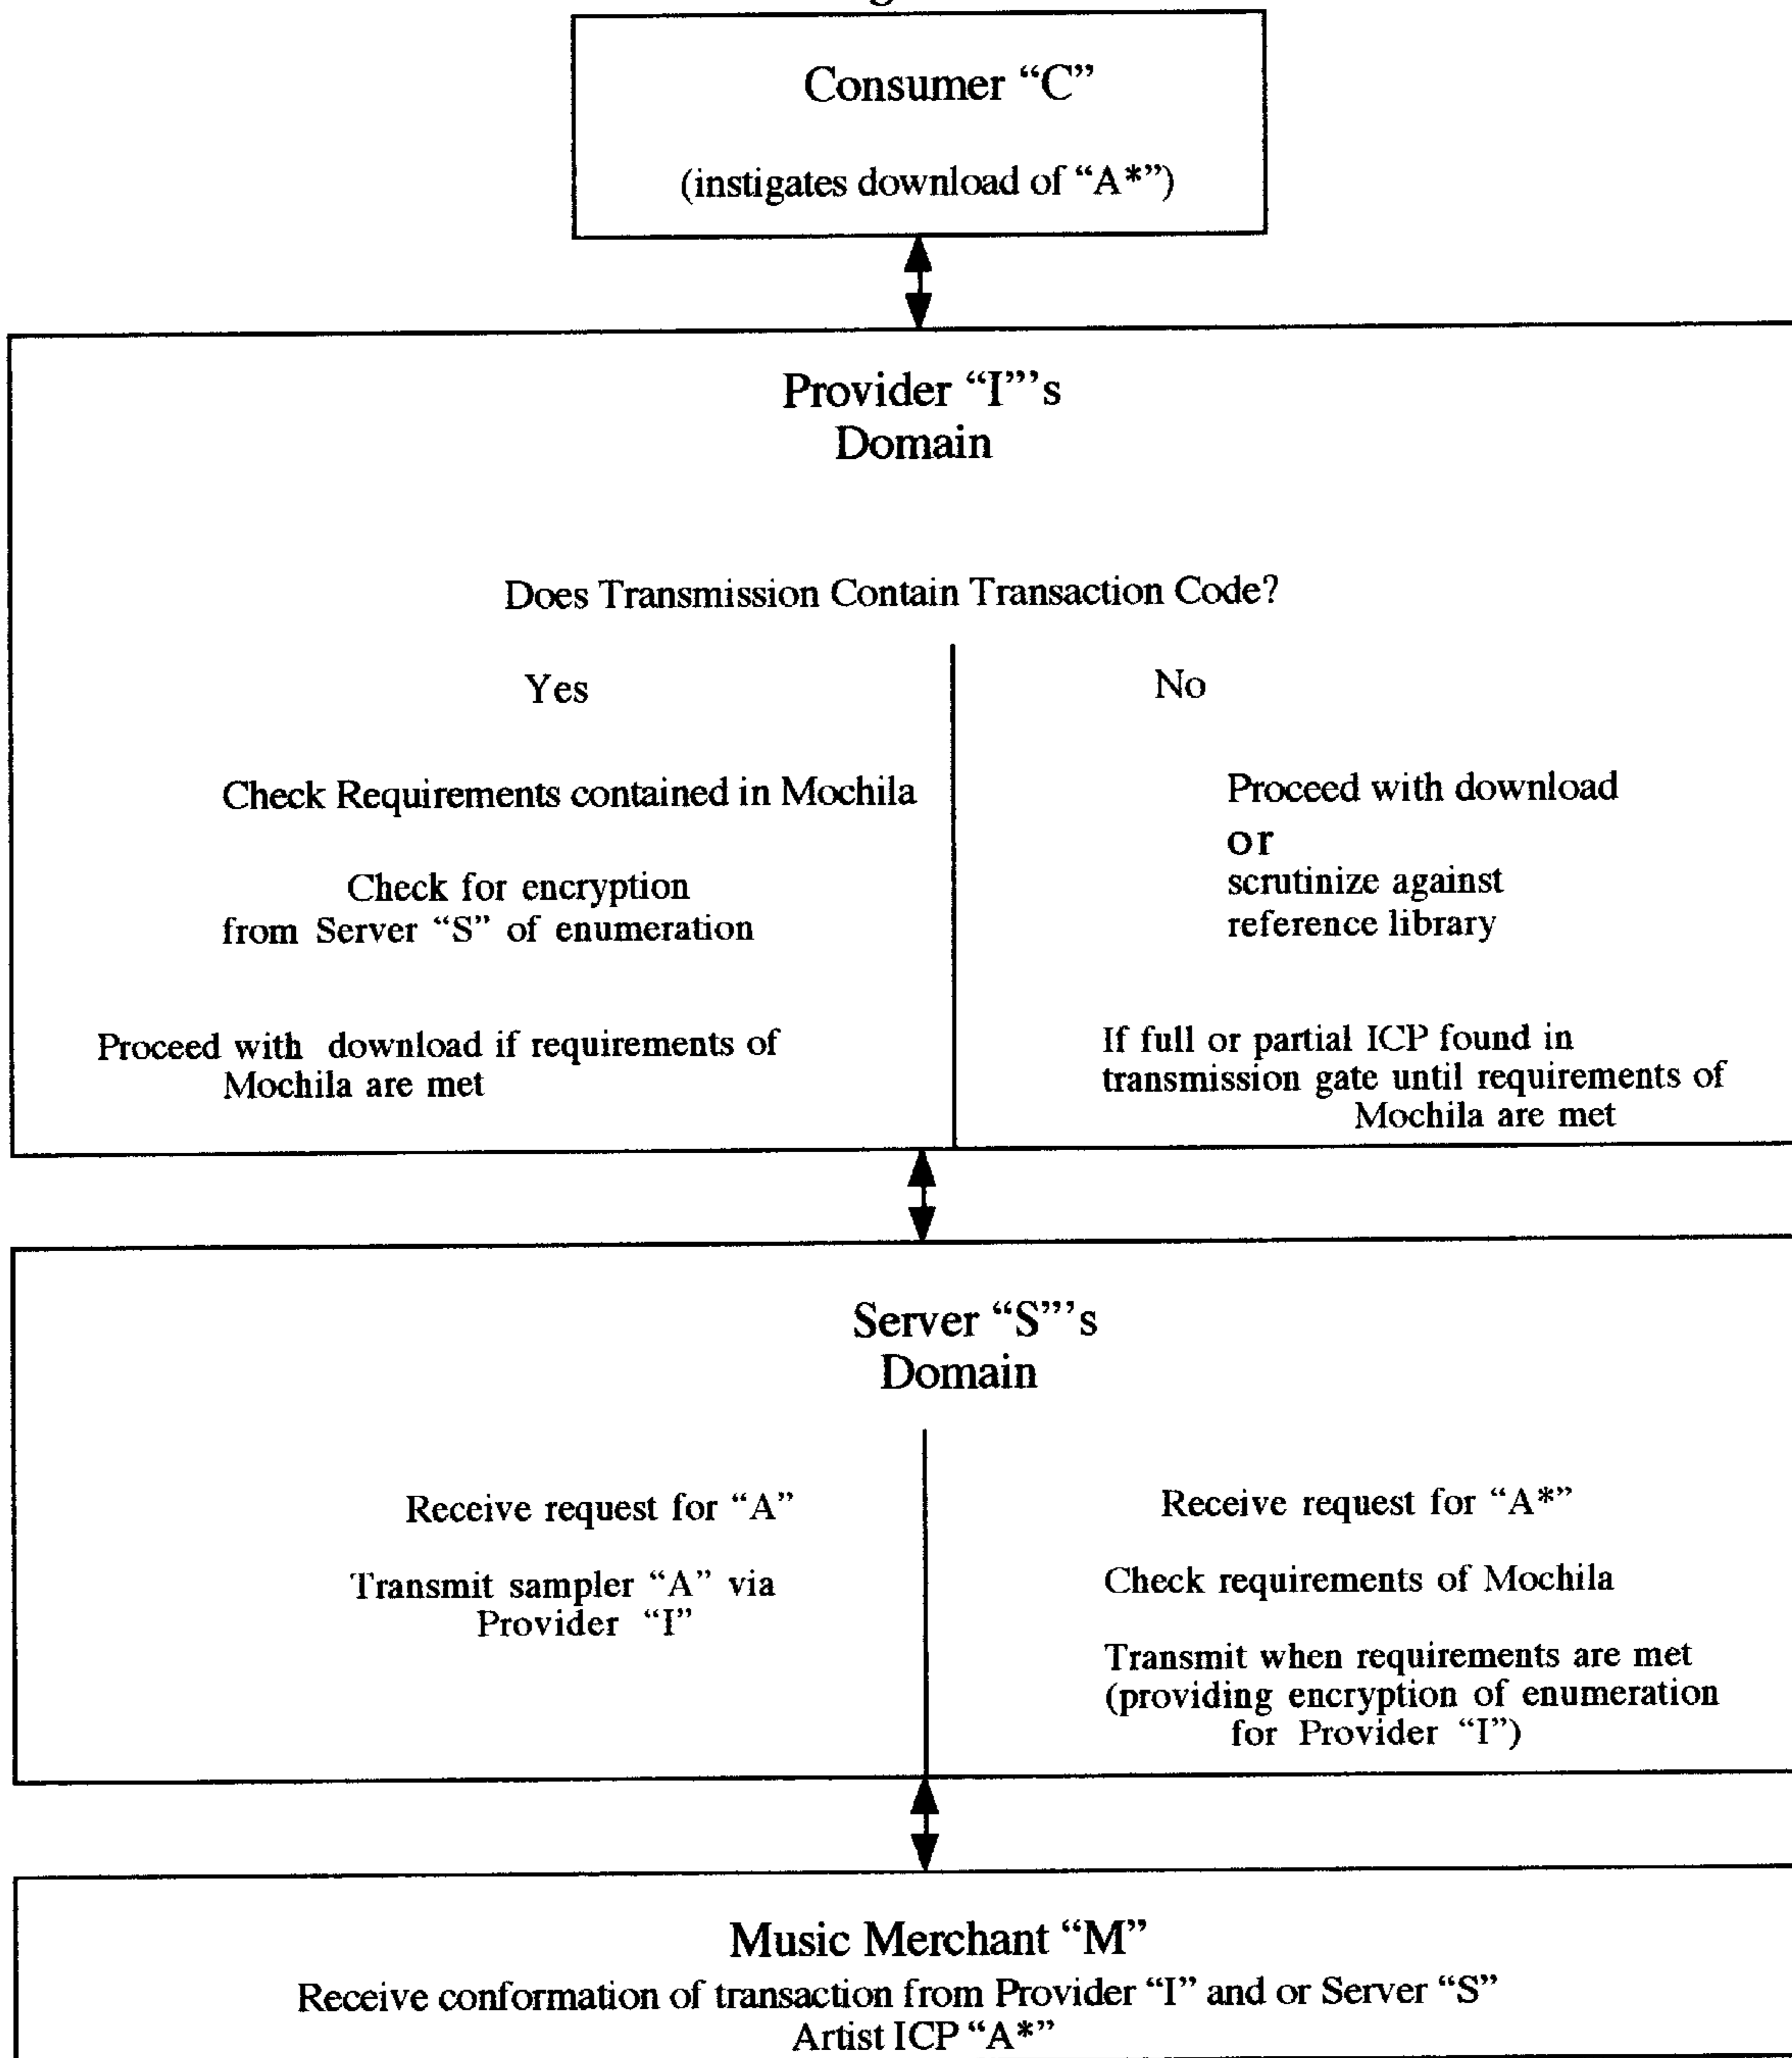 Consumer “C”
(instigates download of “A*”)
Provider “I”’s
Domain
Does Transmission Contain Transaction Code?
Yes
Check Requirements contained in Mochila
Check for encryption
from Server “S” of enumeration
Proceed with download if requirements of
Mochila are met
No
Proceed with download
or
scrutinize against
reference library
If full or partial ICP found in
transmission gate until requirements of
Mochila are met
Server “S”’s
Domain
Receive request for “A”
Transmit sampler “A” via
Provider “I”
Receive request for “A*”
Check requirements of Mochila
Transmit when requirements are met
(providing encryption of enumeration
for Provider “I”)
Music Merchant “M”
Receive conformation of transaction from Provider “I” and or Server “S”
Artist ICP “A*”